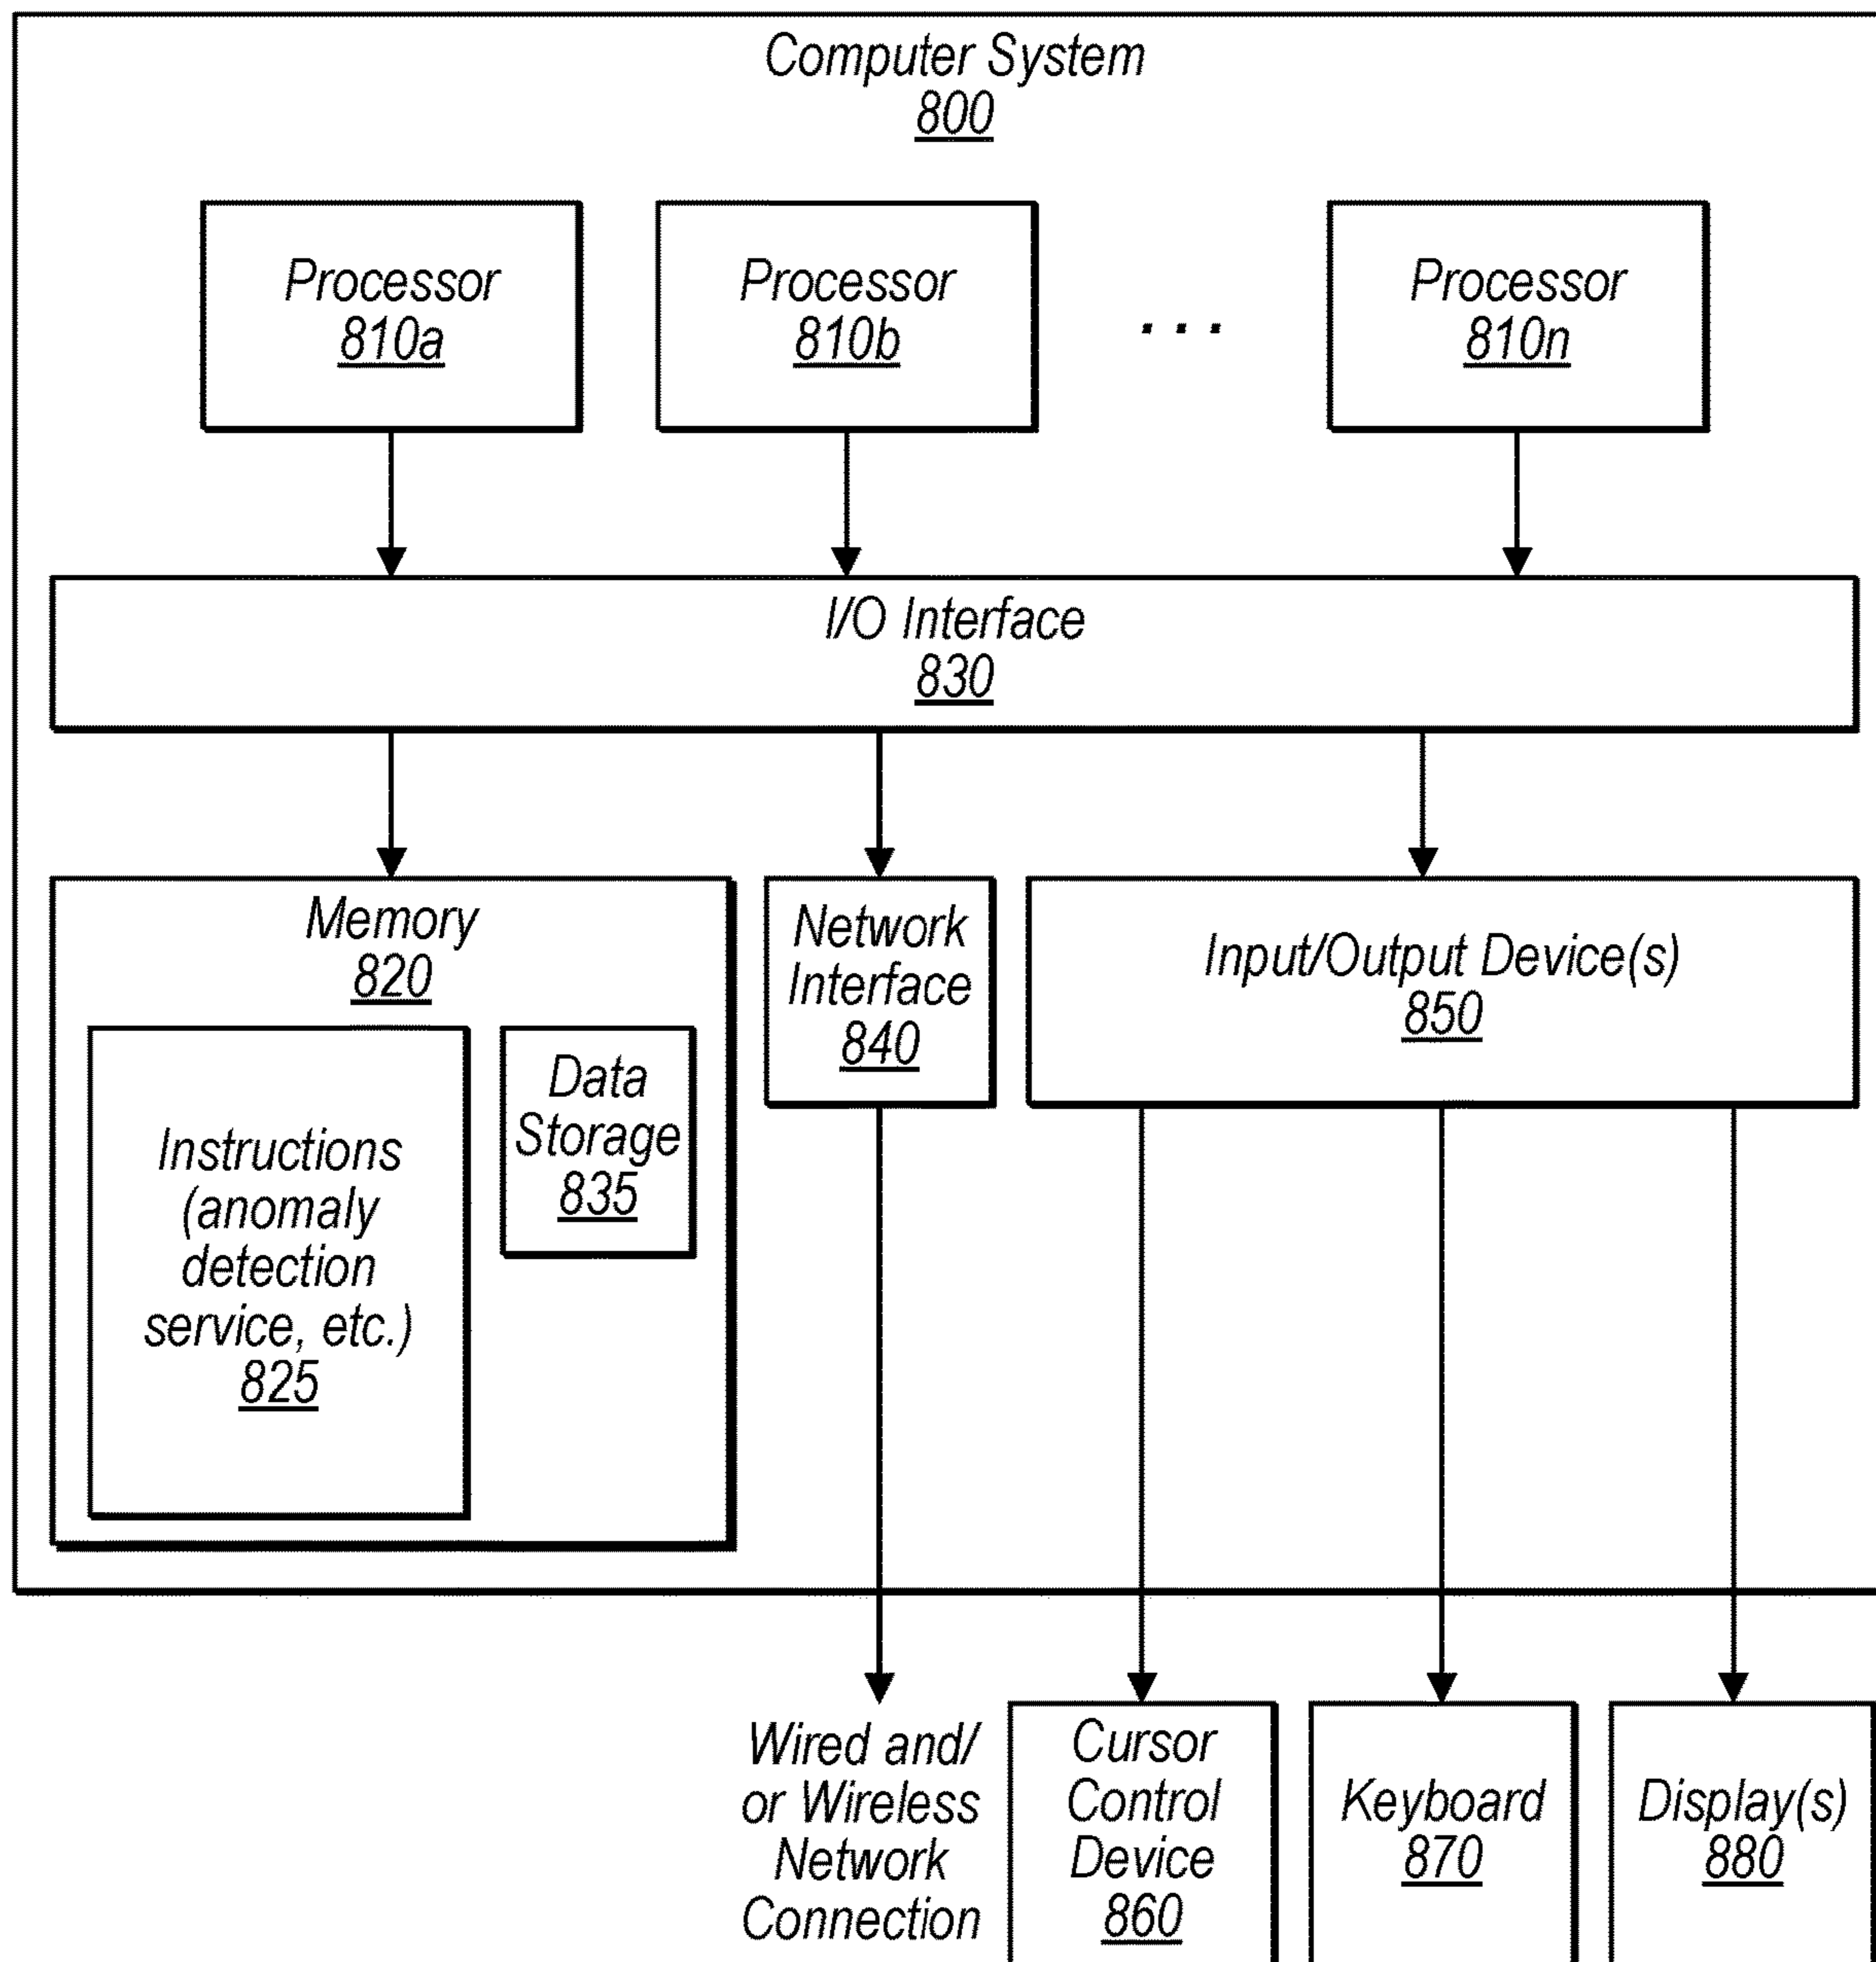 Computer System
800
Processor
810a
Processor
810b
. . .
Processor
810n
I/O Interface
830
Memory
820
Instructions
(anomaly
detection
service, etc.)
825
Data
Storage
835
Network
Interface
840
Input/Output Device(s)
850
Wired and/
or Wireless
Network
Connection
Cursor
Control
Device
860
Keyboard
870
Display(s)
880